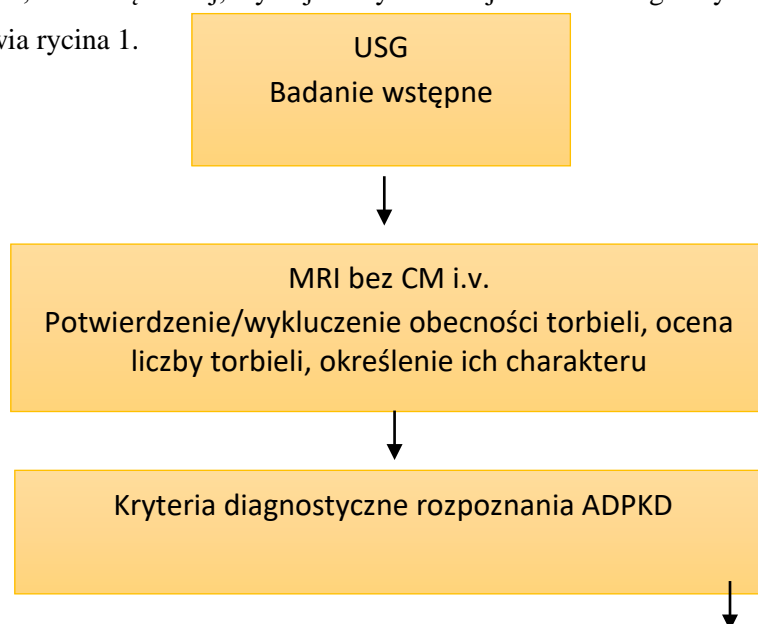 via rycina 1.
USG
Badanie wstępne
MRI bez CM i.v.
Potwierdzenie/wykluczenie obecności torbieli, ocena
liczby torbieli, określenie ich charakteru
Kryteria diagnostyczne rozpoznania ADPKD